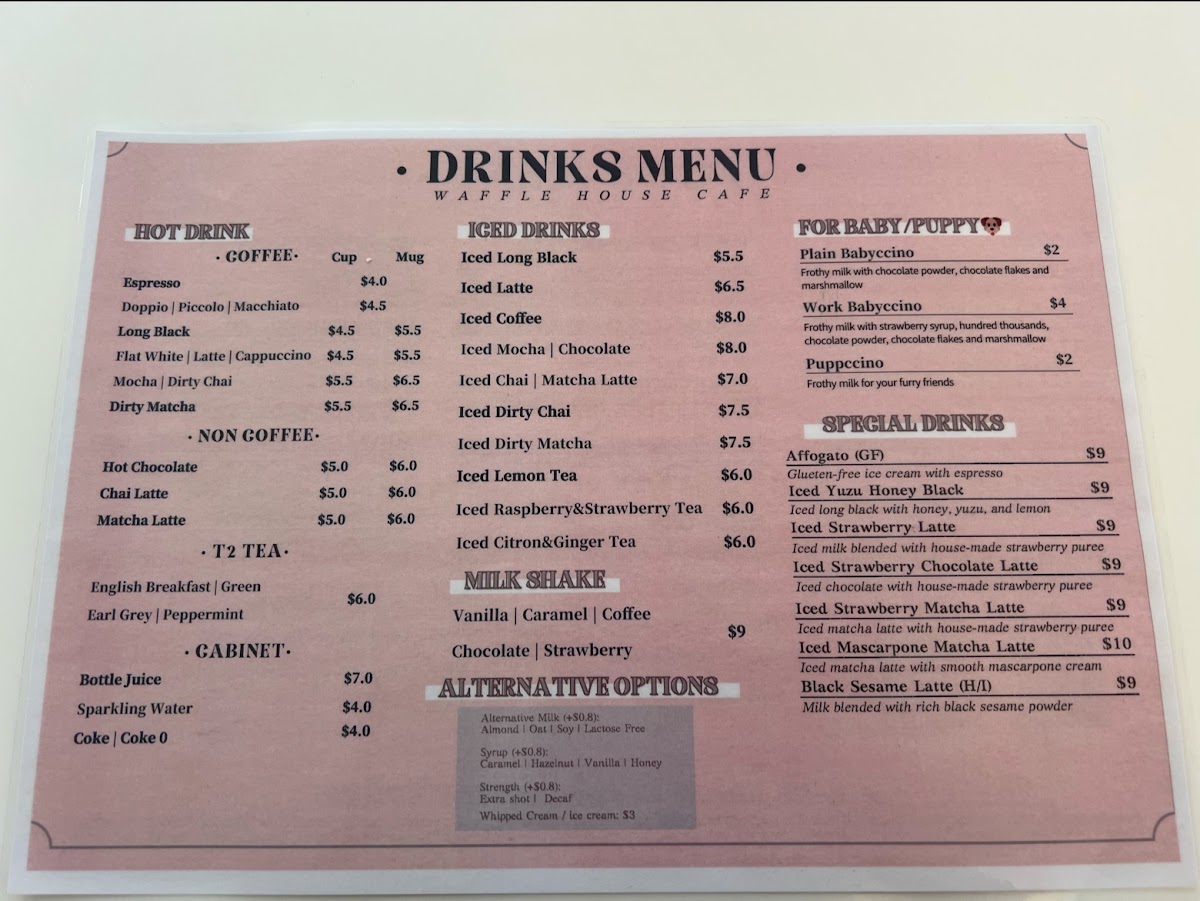 • DRINKS MENU •
WAFFLE HOUSE CAFE
HOT DRINK
• COFFEE• Cup Mug
Espresso $4.0
Doppio | Piccolo | Macchiato $4.5
Long Black $4.5 $5.5
Flat White | Latte | Cappuccino $4.5 $5.5
Mocha | Dirty Chai $5.5 $6.5
Dirty Matcha $5.5 $6.5
• NON COFFEE•
Hot Chocolate $5.0 $6.0
Chai Latte $5.0 $6.0
Matcha Latte $5.0 $6.0
• T2 TEA•
English Breakfast | Green
$6.0
Earl Grey | Peppermint
• CABINET•
Bottle Juice $7.0
Sparkling Water $4.0
Coke | Coke 0 $4.0
ICED DRINKS
Iced Long Black $5.5
Iced Latte $6.5
Iced Coffee $8.0
Iced Mocha | Chocolate $8.0
Iced Chai | Matcha Latte $7.0
Iced Dirty Chai $7.5
Iced Dirty Matcha $7.5
Iced Lemon Tea $6.0
Iced Raspberry&Strawberry Tea $6.0
Iced Citron&Ginger Tea $6.0
MILK SHAKE
Vanilla | Caramel | Coffee
$9
Chocolate | Strawberry
ALTERNATIVE OPTIONS
Alternative Milk (+$0.8):
Almond | Oat | Soy | Lactose Free
Syrup (+$0.8):
Caramel | Hazelnut | Vanilla | Honey
Strength (+$0.8):
Extra shot | Decaf
Whipped Cream / Ice cream: $3
FOR BABY/PUPPY🐶
Plain Babyccino $2
Frothy milk with chocolate powder, chocolate flakes and
marshmallow
Work Babyccino $4
Frothy milk with strawberry syrup, hundred thousands,
chocolate powder, chocolate flakes and marshmallow
Puppccino $2
Frothy milk for your furry friends
SPECIAL DRINKS
Affogato (GF) $9
Glueten-free ice cream with espresso
Iced Yuzu Honey Black $9
Iced long black with honey, yuzu, and lemon
Iced Strawberry Latte $9
Iced milk blended with house-made strawberry puree
Iced Strawberry Chocolate Latte $9
Iced chocolate with house-made strawberry puree
Iced Strawberry Matcha Latte $9
Iced matcha latte with house-made strawberry puree
Iced Mascarpone Matcha Latte $10
Iced matcha latte with smooth mascarpone cream
Black Sesame Latte (H/I) $9
Milk blended with rich black sesame powder